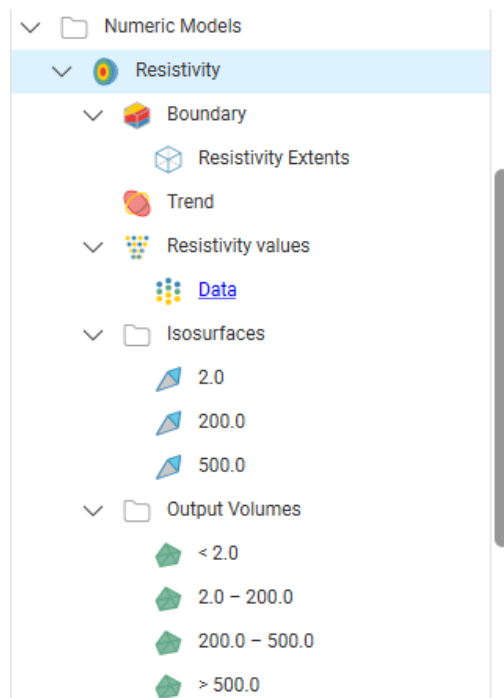 Numeric Models
Resistivity
Boundary
Resistivity Extents
Trend
Resistivity values
Data
Isosurfaces
2.0
200.0
500.0
Output Volumes
< 2.0
2.0 – 200.0
200.0 – 500.0
> 500.0